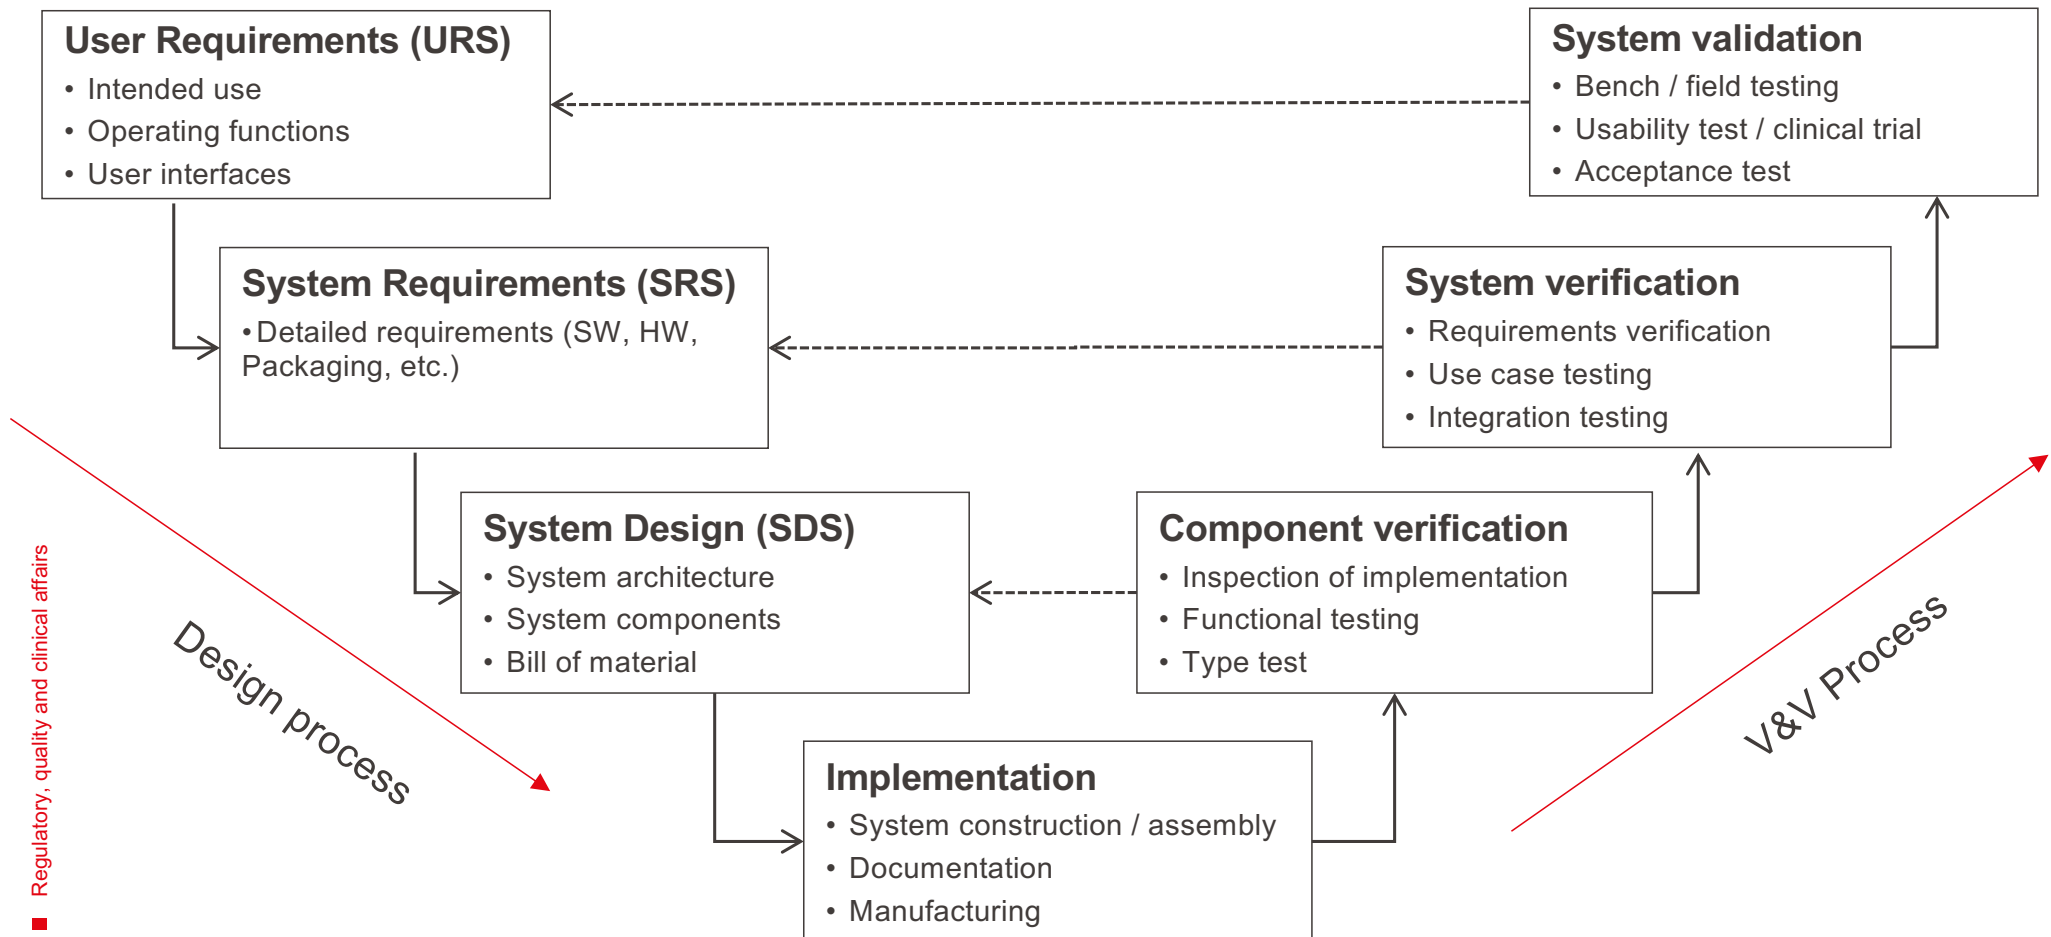 User Requirements (URS)
• Intended use
• Operating functions
• User interfaces
System validation
• Bench / field testing
• Usability test / clinical trial
• Acceptance test
System Requirements (SRS)
• Detailed requirements (SW, HW,
Packaging, etc.)
System verification
• Requirements verification
• Use case testing
• Integration testing
System Design (SDS)
• System architecture
• System components
• Bill of material
Component verification
• Inspection of implementation
• Functional testing
• Type test
Implementation
• System construction / assembly
• Documentation
• Manufacturing
Design process
V&V Process
Regulatory, quality and clinical affairs